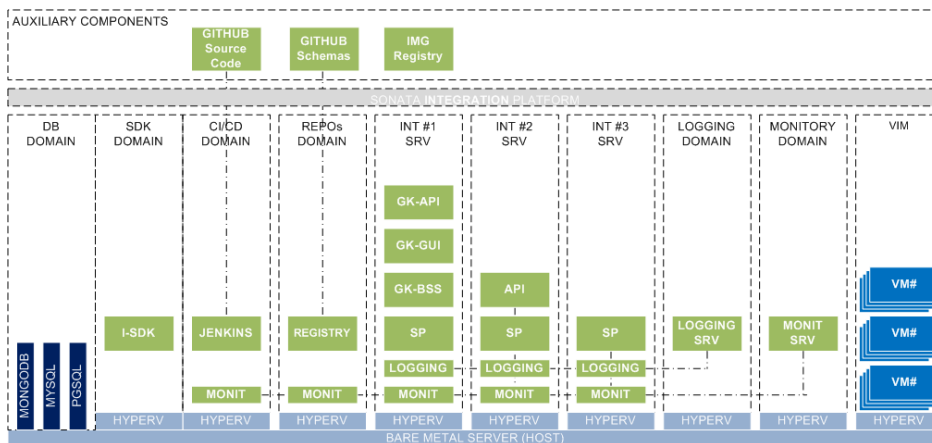 AUXILIARY COMPONENTS
GITHUB
Source
Code
GITHUB
Schemas
IMG
Registry
SONATA INTEGRATION PLATFORM
DB
DOMAIN
SDK
DOMAIN
CI/CD
DOMAIN
REPOs
DOMAIN
INT #1
SRV
INT #2
SRV
INT #3
SRV
LOGGING
DOMAIN
MONITORY
DOMAIN
VIM
GK-API
GK-GUI
GK-BSS
API
VM#
I-SDK
JENKINS
REGISTRY
SP
SP
SP
LOGGING
SRV
MONIT
SRV
VM#
MONGODB
MYSQL
PGSQL
LOGGING
LOGGING
LOGGING
MONIT
MONIT
MONIT
MONIT
MONIT
VM#
HYPERV
HYPERV
HYPERV
HYPERV
HYPERV
HYPERV
HYPERV
HYPERV
HYPERV
BARE METAL SERVER (HOST)